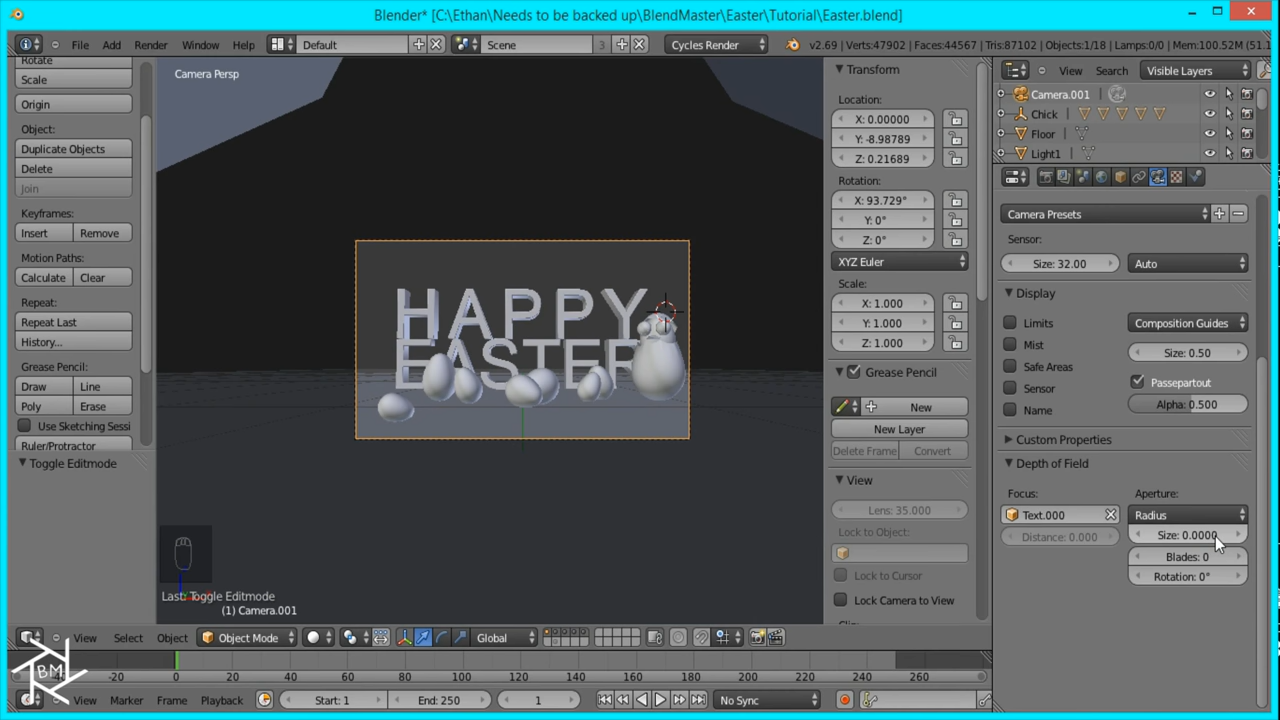 Blender* [C:\Ethan\Needs to be backed up\BlendMaster\Easter\Tutorial\Easter.blend]
File Add Render Window Help Default Scene 3 Cycles Render v2.69 | Verts:47902 | Faces:44567 | Tris:87102 | Objects:1/18 | Lamps:0/0 | Mem:100.52M (51.1
Rotate
Scale
Origin
Object:
Duplicate Objects
Delete
Join
Keyframes:
Insert Remove
Motion Paths:
Calculate Clear
Repeat:
Repeat Last
History...
Grease Pencil:
Draw Line
Poly Erase
Use Sketching Sessi
Ruler/Protractor
Toggle Editmode
Camera Persp
HAPPY
EASTER
Last: Toggle Editmode
(1) Camera.001
Transform
Location:
X: 0.00000
Y: -8.98789
Z: 0.21689
Rotation:
X: 93.729°
Y: 0°
Z: 0°
XYZ Euler
Scale:
X: 1.000
Y: 1.000
Z: 1.000
Grease Pencil
New
New Layer
Delete Frame Convert
View
Lens: 35.000
Lock to Object:
Lock to Cursor
Lock Camera to View
View Search Visible Layers
Camera.001
Chick
Floor
Light1
Camera Presets
Sensor:
Size: 32.00 Auto
Display
Limits Composition Guides
Mist Size: 0.50
Safe Areas Passepartout
Sensor Alpha: 0.500
Name
Custom Properties
Depth of Field
Focus: Aperture:
Text.000 Radius
Distance: 0.000 Size: 0.0000
Blades: 0
Rotation: 0°
View Select Object Object Mode Global
-40 -20 0 20 40 60 80 100 120 140 160 180 200 220 240 260
BM
View Marker Frame Playback Start: 1 End: 250 1 No Sync